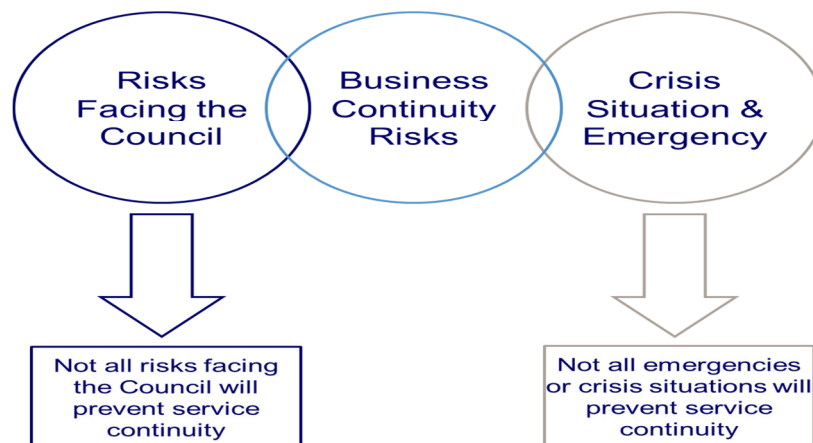 Risks
Facing the
Council
Business
Continuity
Risks
Crisis
Situation &
Emergency
Not all risks facing
the Council will
prevent service
continuity
Not all emergencies
or crisis situations will
prevent service
continuity